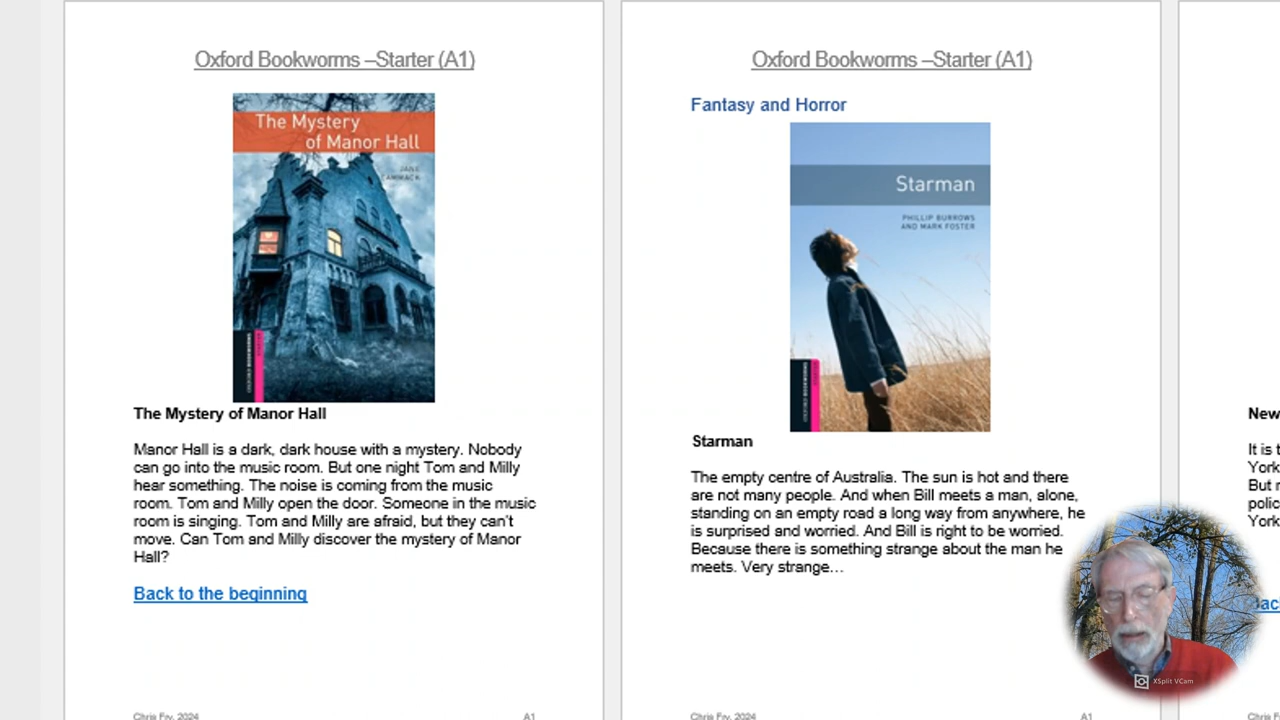 Oxford Bookworms –Starter (A1)
The Mystery
of Manor Hall
JANE
CAMMACK
The Mystery of Manor Hall
Manor Hall is a dark, dark house with a mystery. Nobody
can go into the music room. But one night Tom and Milly
hear something. The noise is coming from the music
room. Tom and Milly open the door. Someone in the music
room is singing. Tom and Milly are afraid, but they can't
move. Can Tom and Milly discover the mystery of Manor
Hall?
Back to the beginning
Chris Fry, 2024
A1
Oxford Bookworms –Starter (A1)
Fantasy and Horror
Starman
PHILLIP BURROWS
AND MARK FOSTER
Starman
The empty centre of Australia. The sun is hot and there
are not many people. And when Bill meets a man, alone,
standing on an empty road a long way from anywhere, he
is surprised and worried. And Bill is right to be worried.
Because there is something strange about the man he
meets. Very strange…
Chris Fry, 2024
A1
New
It is
York
But
polic
York
XSplit VCam